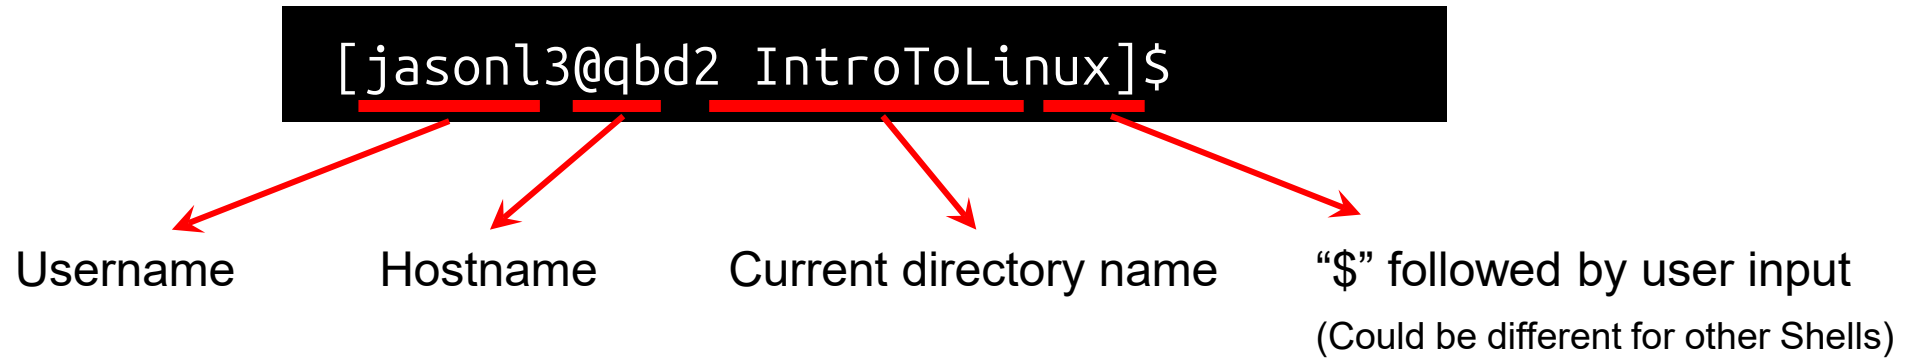 [jasonl3@qbd2 IntroToLinux]$
Username
Hostname
Current directory name
“$” followed by user input
(Could be different for other Shells)